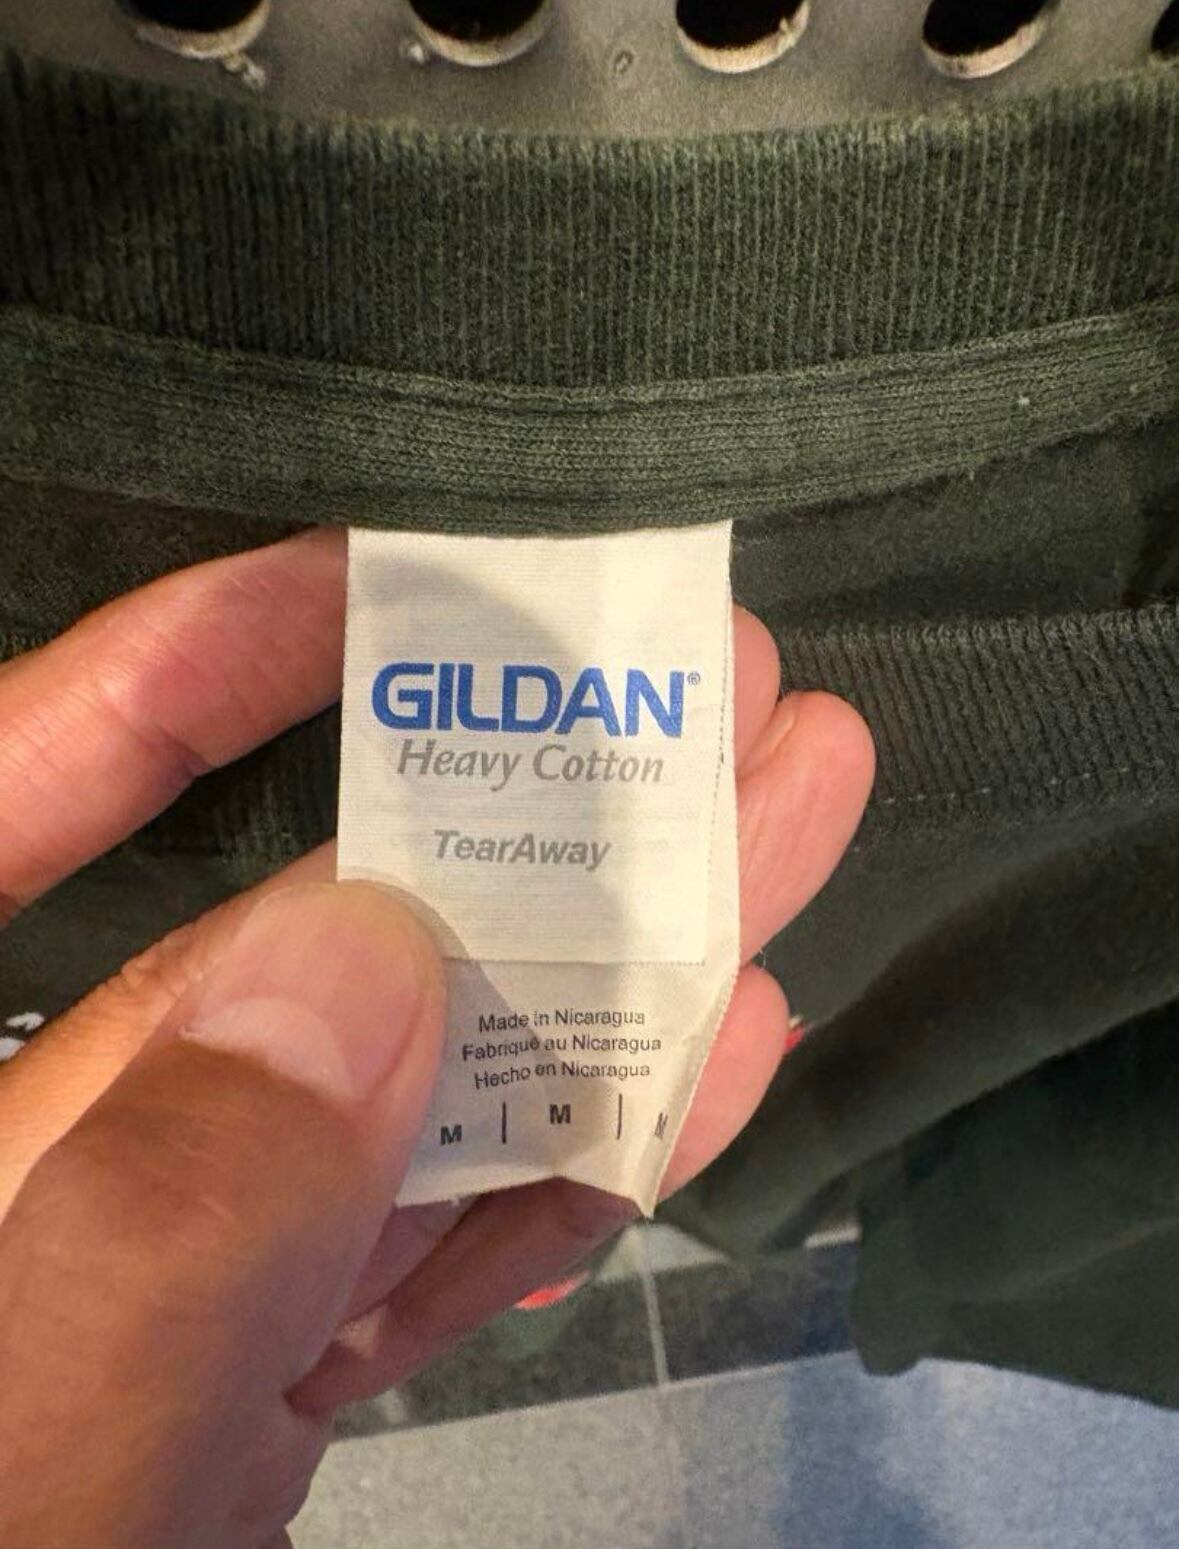 GILDAN®
Heavy Cotton
TearAway
Made in Nicaragua
Fabriqué au Nicaragua
Hecho en Nicaragua
M | M | M